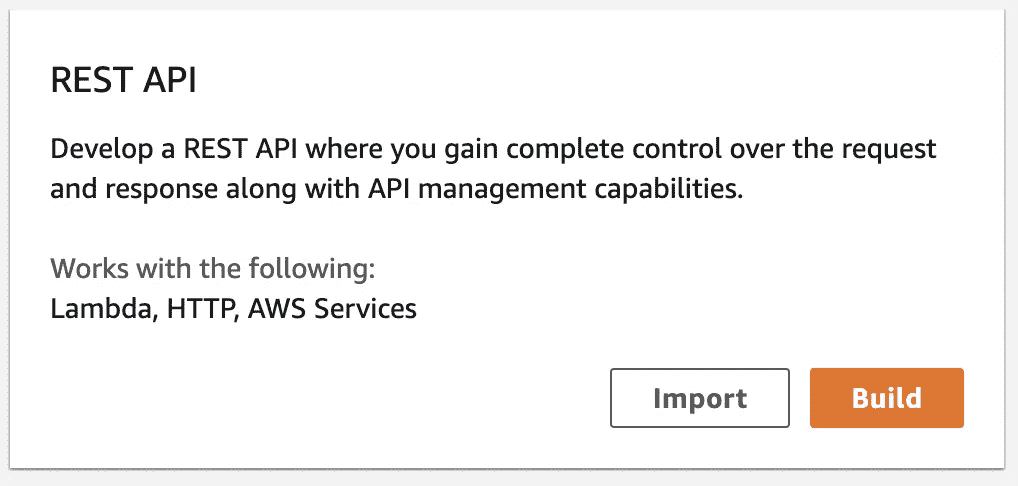 REST API
Develop a REST API where you gain complete control over the request
and response along with API management capabilities.
Works with the following:
Lambda, HTTP, AWS Services
Import
Build